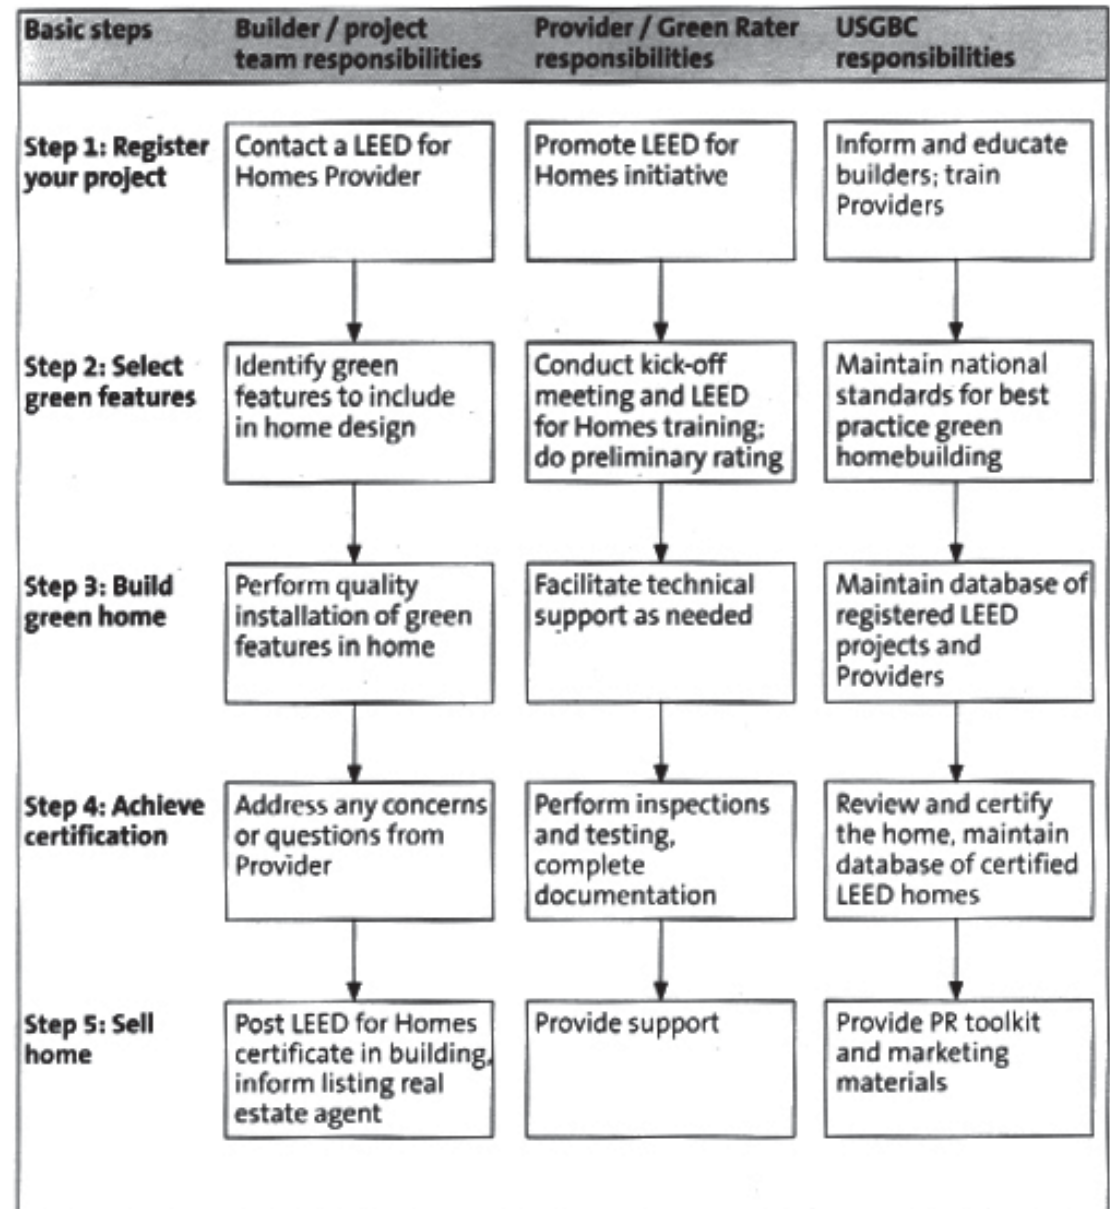 Basic steps
Builder / project
team responsibilities
Provider / Green Rater
responsibilities
USGBC
responsibilities
Step 1: Register
your project
Contact a LEED for
Homes Provider
Promote LEED for
Homes initiative
Inform and educate
builders; train
Providers
Step 2: Select
green features
Identify green
features to include
in home design
Conduct kick-off
meeting and LEED
for Homes training;
do preliminary rating
Maintain national
standards for best
practice green
homebuilding
Step 3: Build
green home
Perform quality
installation of green
features in home
Facilitate technical
support as needed
Maintain database of
registered LEED
projects and
Providers
Step 4: Achieve
certification
Address any concerns
or questions from
Provider
Perform inspections
and testing,
complete
documentation
Review and certify
the home, maintain
database of certified
LEED homes
Step 5: Sell
home
Post LEED for Homes
certificate in building,
inform listing real
estate agent
Provide support
Provide PR toolkit
and marketing
materials